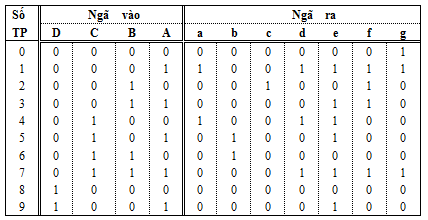 Số Ngã vào Ngã ra
TP D C B A a b c d e f g
0 0 0 0 0 0 0 0 0 0 0 1
1 0 0 0 1 1 0 0 1 1 1 1
2 0 0 1 0 0 0 1 0 0 1 0
3 0 0 1 1 0 0 0 0 1 1 0
4 0 1 0 0 1 0 0 1 1 0 0
5 0 1 0 1 0 1 0 0 1 0 0
6 0 1 1 0 0 1 0 0 0 0 0
7 0 1 1 1 0 0 0 1 1 1 1
8 1 0 0 0 0 0 0 0 0 0 0
9 1 0 0 1 0 0 0 0 1 0 0